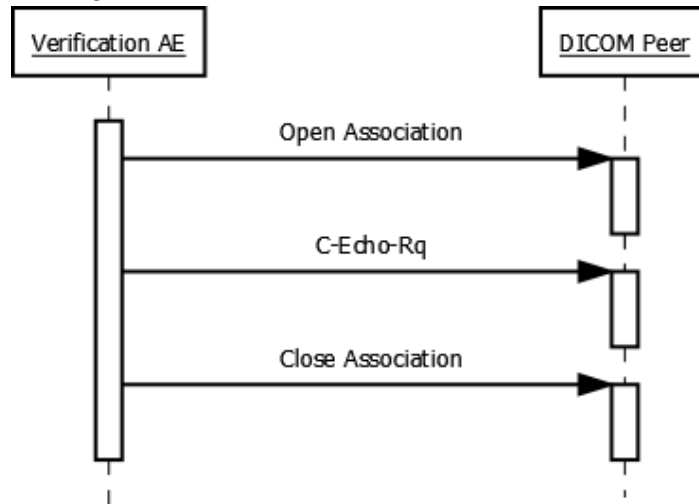 Verification AE
DICOM Peer
Open Association
C-Echo-Rq
Close Association